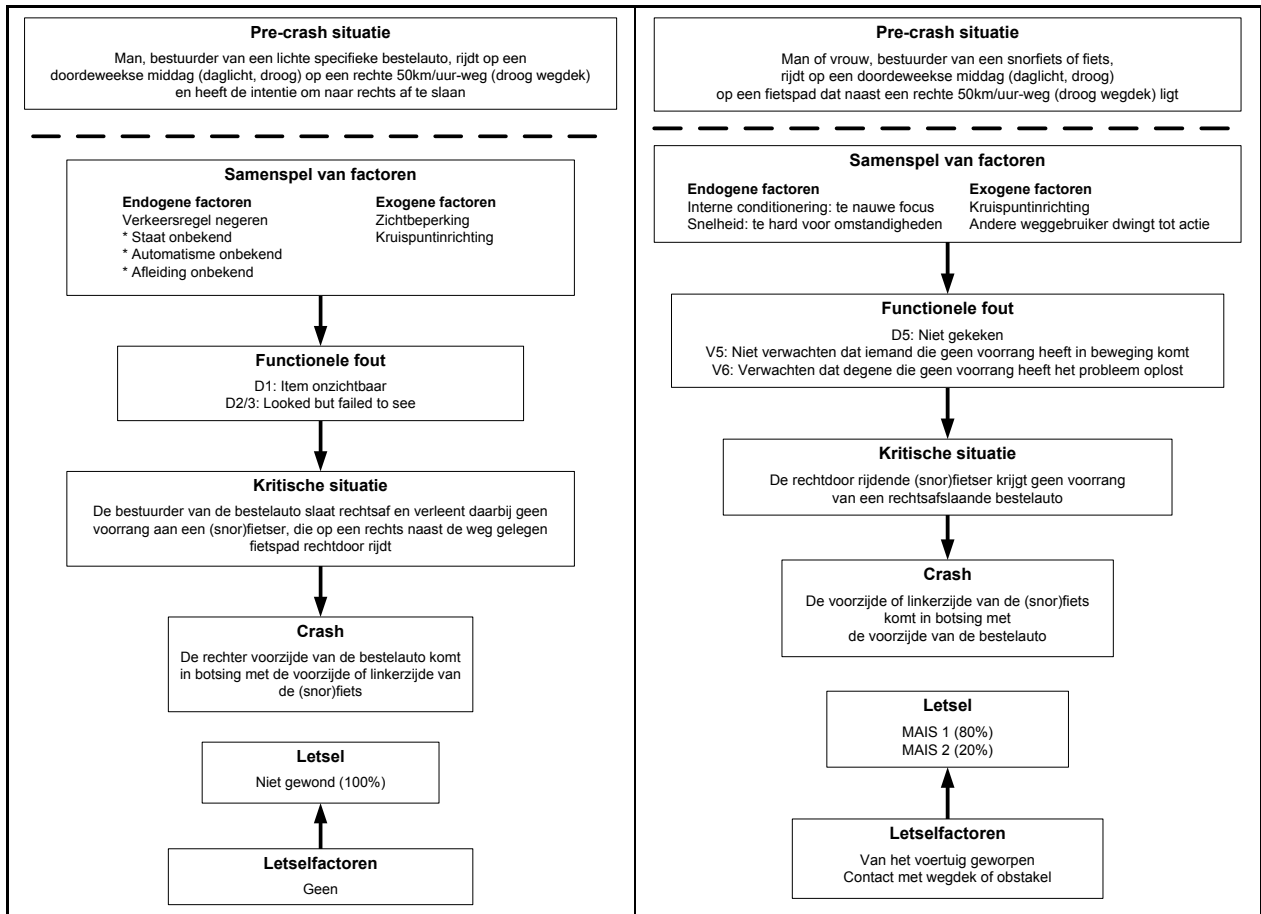 Pre-crash situatie
Man, bestuurder van een lichte specifieke bestelauto, rijdt op een
doordeweekse middag (daglicht, droog) op een rechte 50km/uur-weg (droog wegdek)
en heeft de intentie om naar rechts af te slaan
Samenspel van factoren
Endogene factoren
Verkeersregel negeren
* Staat onbekend
* Automatisme onbekend
* Afleiding onbekend
Exogene factoren
Zichtbeperking
Kruispuntinrichting
Functionele fout
D1: Item onzichtbaar
D2/3: Looked but failed to see
Kritische situatie
De bestuurder van de bestelauto slaat rechtsaf en verleent daarbij geen
voorrang aan een (snor)fietser, die op een rechts naast de weg gelegen
fietspad rechtdoor rijdt
Crash
De rechter voorzijde van de bestelauto komt
in botsing met de voorzijde of linkerzijde van
de (snor)fiets
Letsel
Niet gewond (100%)
Letselfactoren
Geen
Pre-crash situatie
Man of vrouw, bestuurder van een snorfiets of fiets,
rijdt op een doordeweekse middag (daglicht, droog)
op een fietspad dat naast een rechte 50km/uur-weg (droog wegdek) ligt
Samenspel van factoren
Endogene factoren
Interne conditionering: te nauwe focus
Snelheid: te hard voor omstandigheden
Exogene factoren
Kruispuntinrichting
Andere weggebruiker dwingt tot actie
Functionele fout
D5: Niet gekeken
V5: Niet verwachten dat iemand die geen voorrang heeft in beweging komt
V6: Verwachten dat degene die geen voorrang heeft het probleem oplost
Kritische situatie
De rechtdoor rijdende (snor)fietser krijgt geen voorrang
van een rechtsafslaande bestelauto
Crash
De voorzijde of linkerzijde van de (snor)fiets
komt in botsing met
de voorzijde van de bestelauto
Letsel
MAIS 1 (80%)
MAIS 2 (20%)
Letselfactoren
Van het voertuig geworpen
Contact met wegdek of obstakel